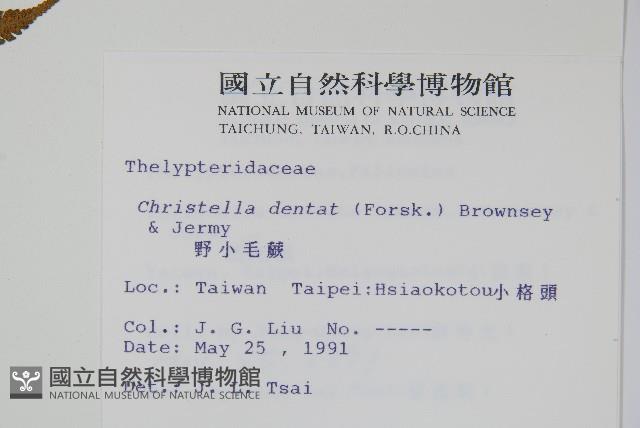 國立自然科學博物館
NATIONAL MUSEUM OF NATURAL SCIENCE
TAICHUNG, TAIWAN, R.O.CHINA
Thelypteridaceae
Christella dentat (Forsk.) Brownsey
& Jermy
野小毛蕨
Loc.: Taiwan Taipei:Hsiaokotou小格頭
Col.: J. G. Liu No. -----
Date: May 25 , 1991
Det.: J. L. Tsai
國立自然科學博物館
NATIONAL MUSEUM OF NATURAL SCIENCE